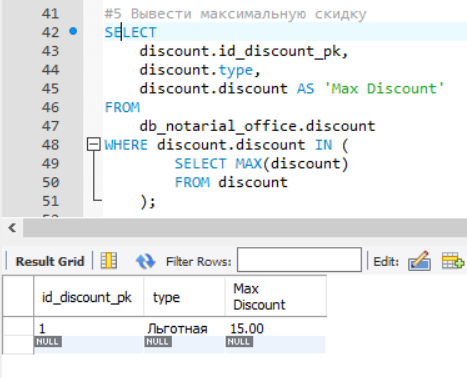 41 #5 Вывести максимальную скидку
42 SELECT
43 discount.id_discount_pk,
44 discount.type,
45 discount.discount AS 'Max Discount'
46 FROM
47 db_notarial_office.discount
48 WHERE discount.discount IN (
49 SELECT MAX(discount)
50 FROM discount
51 );
Result Grid Filter Rows: Edit:
id_discount_pk type Max Discount
1 Льготная 15.00
NULL NULL NULL